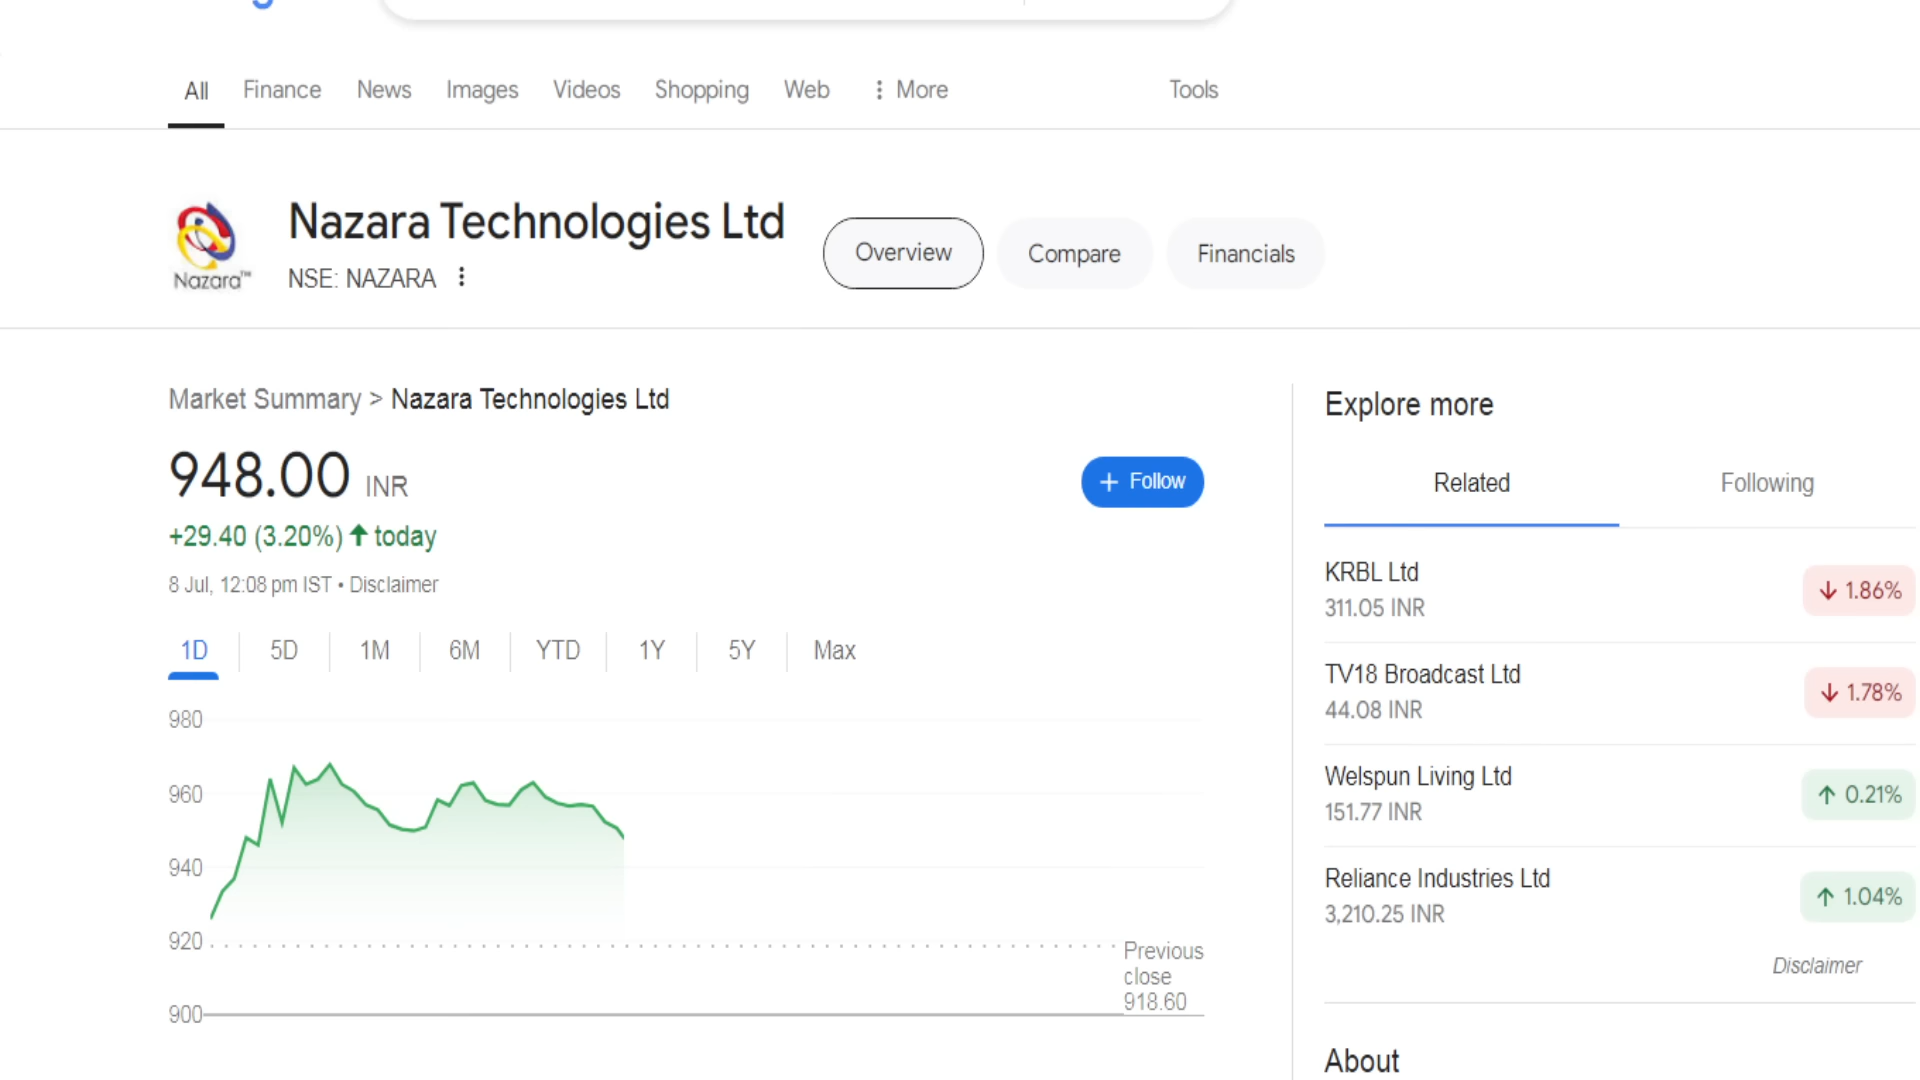 All Finance News Images Videos Shopping Web More Tools
Nazara Technologies Ltd
NSE: NAZARA
Nazara™
Overview Compare Financials
Market Summary > Nazara Technologies Ltd
948.00 INR
+29.40 (3.20%) today
8 Jul, 12:08 pm IST • Disclaimer
+ Follow
1D 5D 1M 6M YTD 1Y 5Y Max
980
960
940
920
900
Previous
close
918.60
Explore more
Related Following
KRBL Ltd
311.05 INR
1.86%
TV18 Broadcast Ltd
44.08 INR
1.78%
Welspun Living Ltd
151.77 INR
0.21%
Reliance Industries Ltd
3,210.25 INR
1.04%
Disclaimer
About